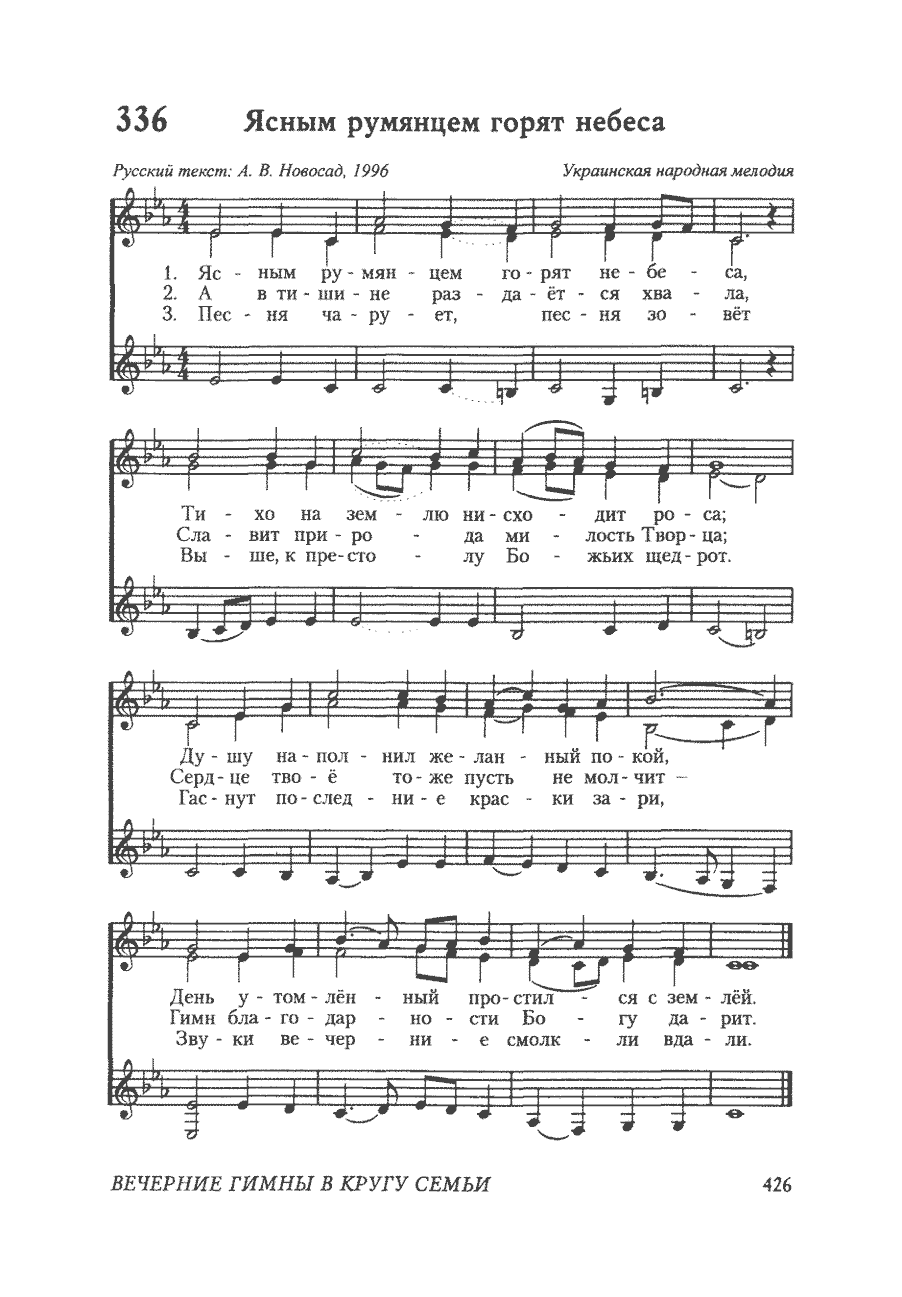 336 Ясным румянцем горят небеса
Русский текст: А. В. Новосад, 1996 Украинская народная мелодия
1. Яс - ным ру - мян - цем го - рят не - бе - са,
2. А в ти - ши - не раз - да - ёт - ся хва - ла,
3. Пес - ня ча - ру - ет, пес - ня зо - вёт
Ти - хо на зем - лю ни - схо - дит ро - са;
Сла - вит при - ро - да ми - лость Твор - ца;
Вы - ше, к пре - сто - лу Бо - жьих щед - рот.
Ду - шу на - пол - нил же - лан - ный по - кой,
Серд - це тво - ё то - же пусть не мол - чит –
Гас - нут по - след - ни - е крас - ки за - ри,
День у - том - лён - ный про - стил - ся с зем - лёй.
Гимн бла - го - дар - но - сти Бо - гу да - рит.
Зву - ки ве - чер - ни - е смолк - ли вда - ли.
ВЕЧЕРНИЕ ГИМНЫ В КРУГУ СЕМЬИ 426